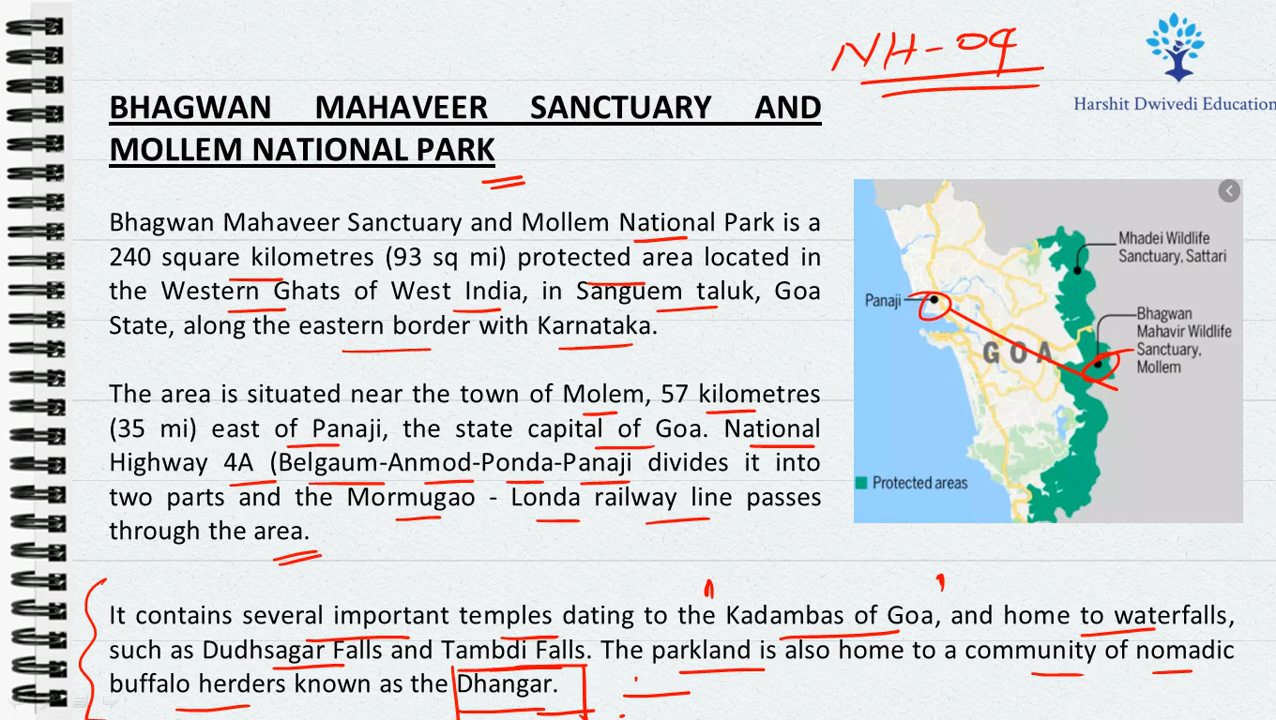 NH-04
Harshit Dwivedi Education
BHAGWAN MAHAVEER SANCTUARY AND
MOLLEM NATIONAL PARK
Bhagwan Mahaveer Sanctuary and Mollem National Park is a
240 square kilometres (93 sq mi) protected area located in
the Western Ghats of West India, in Sanguem taluk, Goa
State, along the eastern border with Karnataka.
The area is situated near the town of Molem, 57 kilometres
(35 mi) east of Panaji, the state capital of Goa. National
Highway 4A (Belgaum-Anmod-Ponda-Panaji divides it into
two parts and the Mormugao - Londa railway line passes
through the area.
Mhadei Wildlife
Sanctuary, Sattari
Panaji
Bhagwan
Mahavir Wildlife
Sanctuary,
Mollem
GOA
Protected areas
It contains several important temples dating to the Kadambas of Goa, and home to waterfalls,
such as Dudhsagar Falls and Tambdi Falls. The parkland is also home to a community of nomadic
buffalo herders known as the Dhangar.